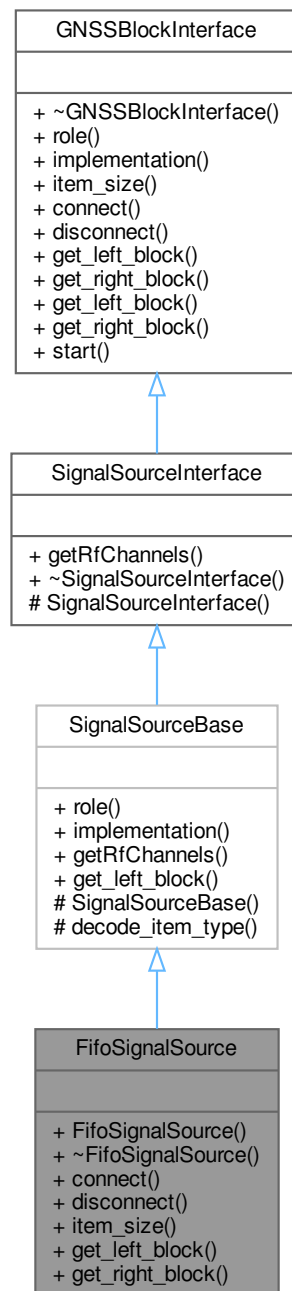 GNSSBlockInterface
+ ~GNSSBlockInterface()
+ role()
+ implementation()
+ item_size()
+ connect()
+ disconnect()
+ get_left_block()
+ get_right_block()
+ get_left_block()
+ get_right_block()
+ start()
SignalSourceInterface
+ getRfChannels()
+ ~SignalSourceInterface()
# SignalSourceInterface()
SignalSourceBase
+ role()
+ implementation()
+ getRfChannels()
+ get_left_block()
# SignalSourceBase()
# decode_item_type()
FifoSignalSource
+ FifoSignalSource()
+ ~FifoSignalSource()
+ connect()
+ disconnect()
+ item_size()
+ get_left_block()
+ get_right_block()